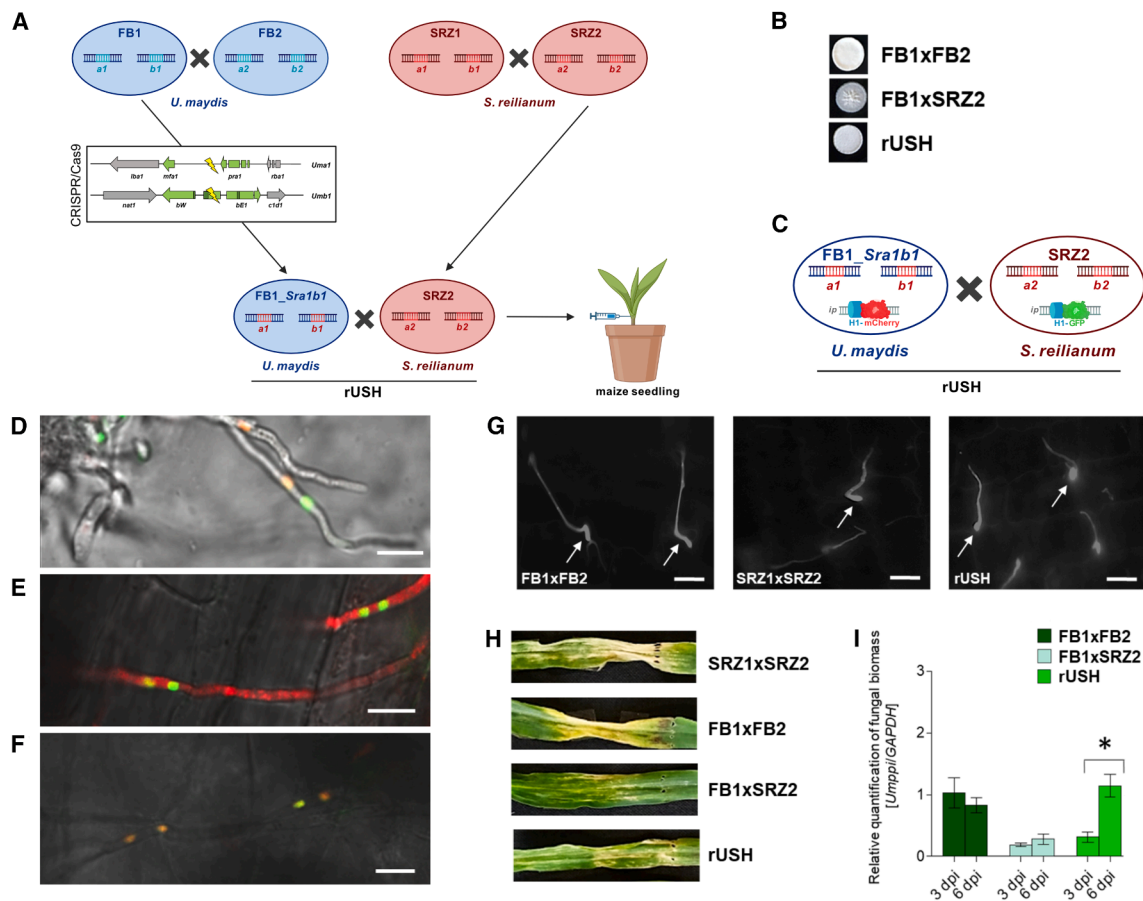 A
FB1
FB2
SRZ1
SRZ2
a1
b1
a2
b2
a1
b1
a2
b2
U. maydis
S. reilianum
CRISPR/Cas9
lba1
mfa1
pra1
rba1
Uma1
nat1
bW
bE1
c1d1
Umb1
FB1_Sra1b1
SRZ2
a1
b1
a2
b2
U. maydis
S. reilianum
rUSH
maize seedling
B
FB1xFB2
FB1xSRZ2
rUSH
C
FB1_Sra1b1
SRZ2
a1
b1
a2
b2
ip
H1-mCherry
ip
H1-GFP
U. maydis
S. reilianum
rUSH
D
E
F
G
FB1xFB2
SRZ1xSRZ2
rUSH
H
SRZ1xSRZ2
FB1xFB2
FB1xSRZ2
rUSH
I
FB1xFB2
FB1xSRZ2
rUSH
Relative quantification of fungal biomass
[Umppi/GAPDH]
3
2
1
0
*
3 dpi
6 dpi
3 dpi
6 dpi
3 dpi
6 dpi